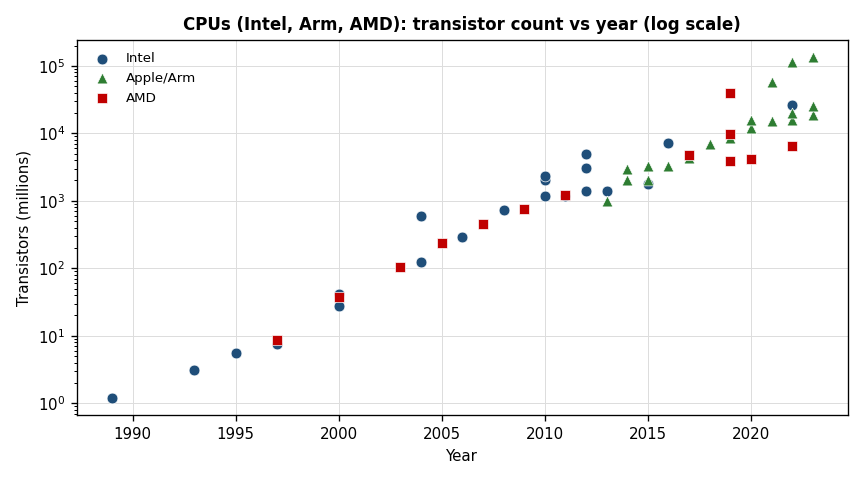 CPUs (Intel, Arm, AMD): transistor count vs year (log scale)
Intel
Apple/Arm
AMD
Transistors (millions)
10⁵
10⁴
10³
10²
10¹
10⁰
1990 1995 2000 2005 2010 2015 2020
Year